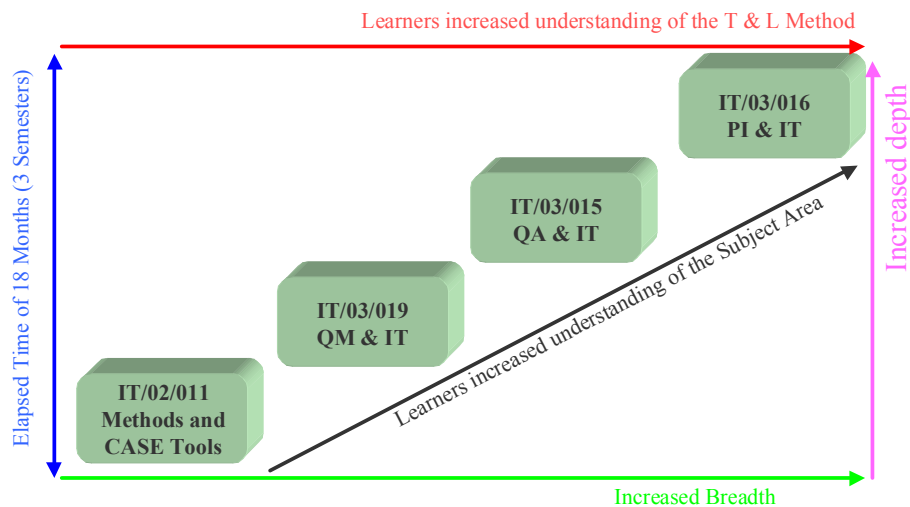 Learners increased understanding of the T & L Method
Elapsed Time of 18 Months (3 Semesters)
IT/03/016
PI & IT
Increased depth
IT/03/015
QA & IT
Learners increased understanding of the Subject Area
IT/03/019
QM & IT
IT/02/011
Methods and
CASE Tools
Increased Breadth